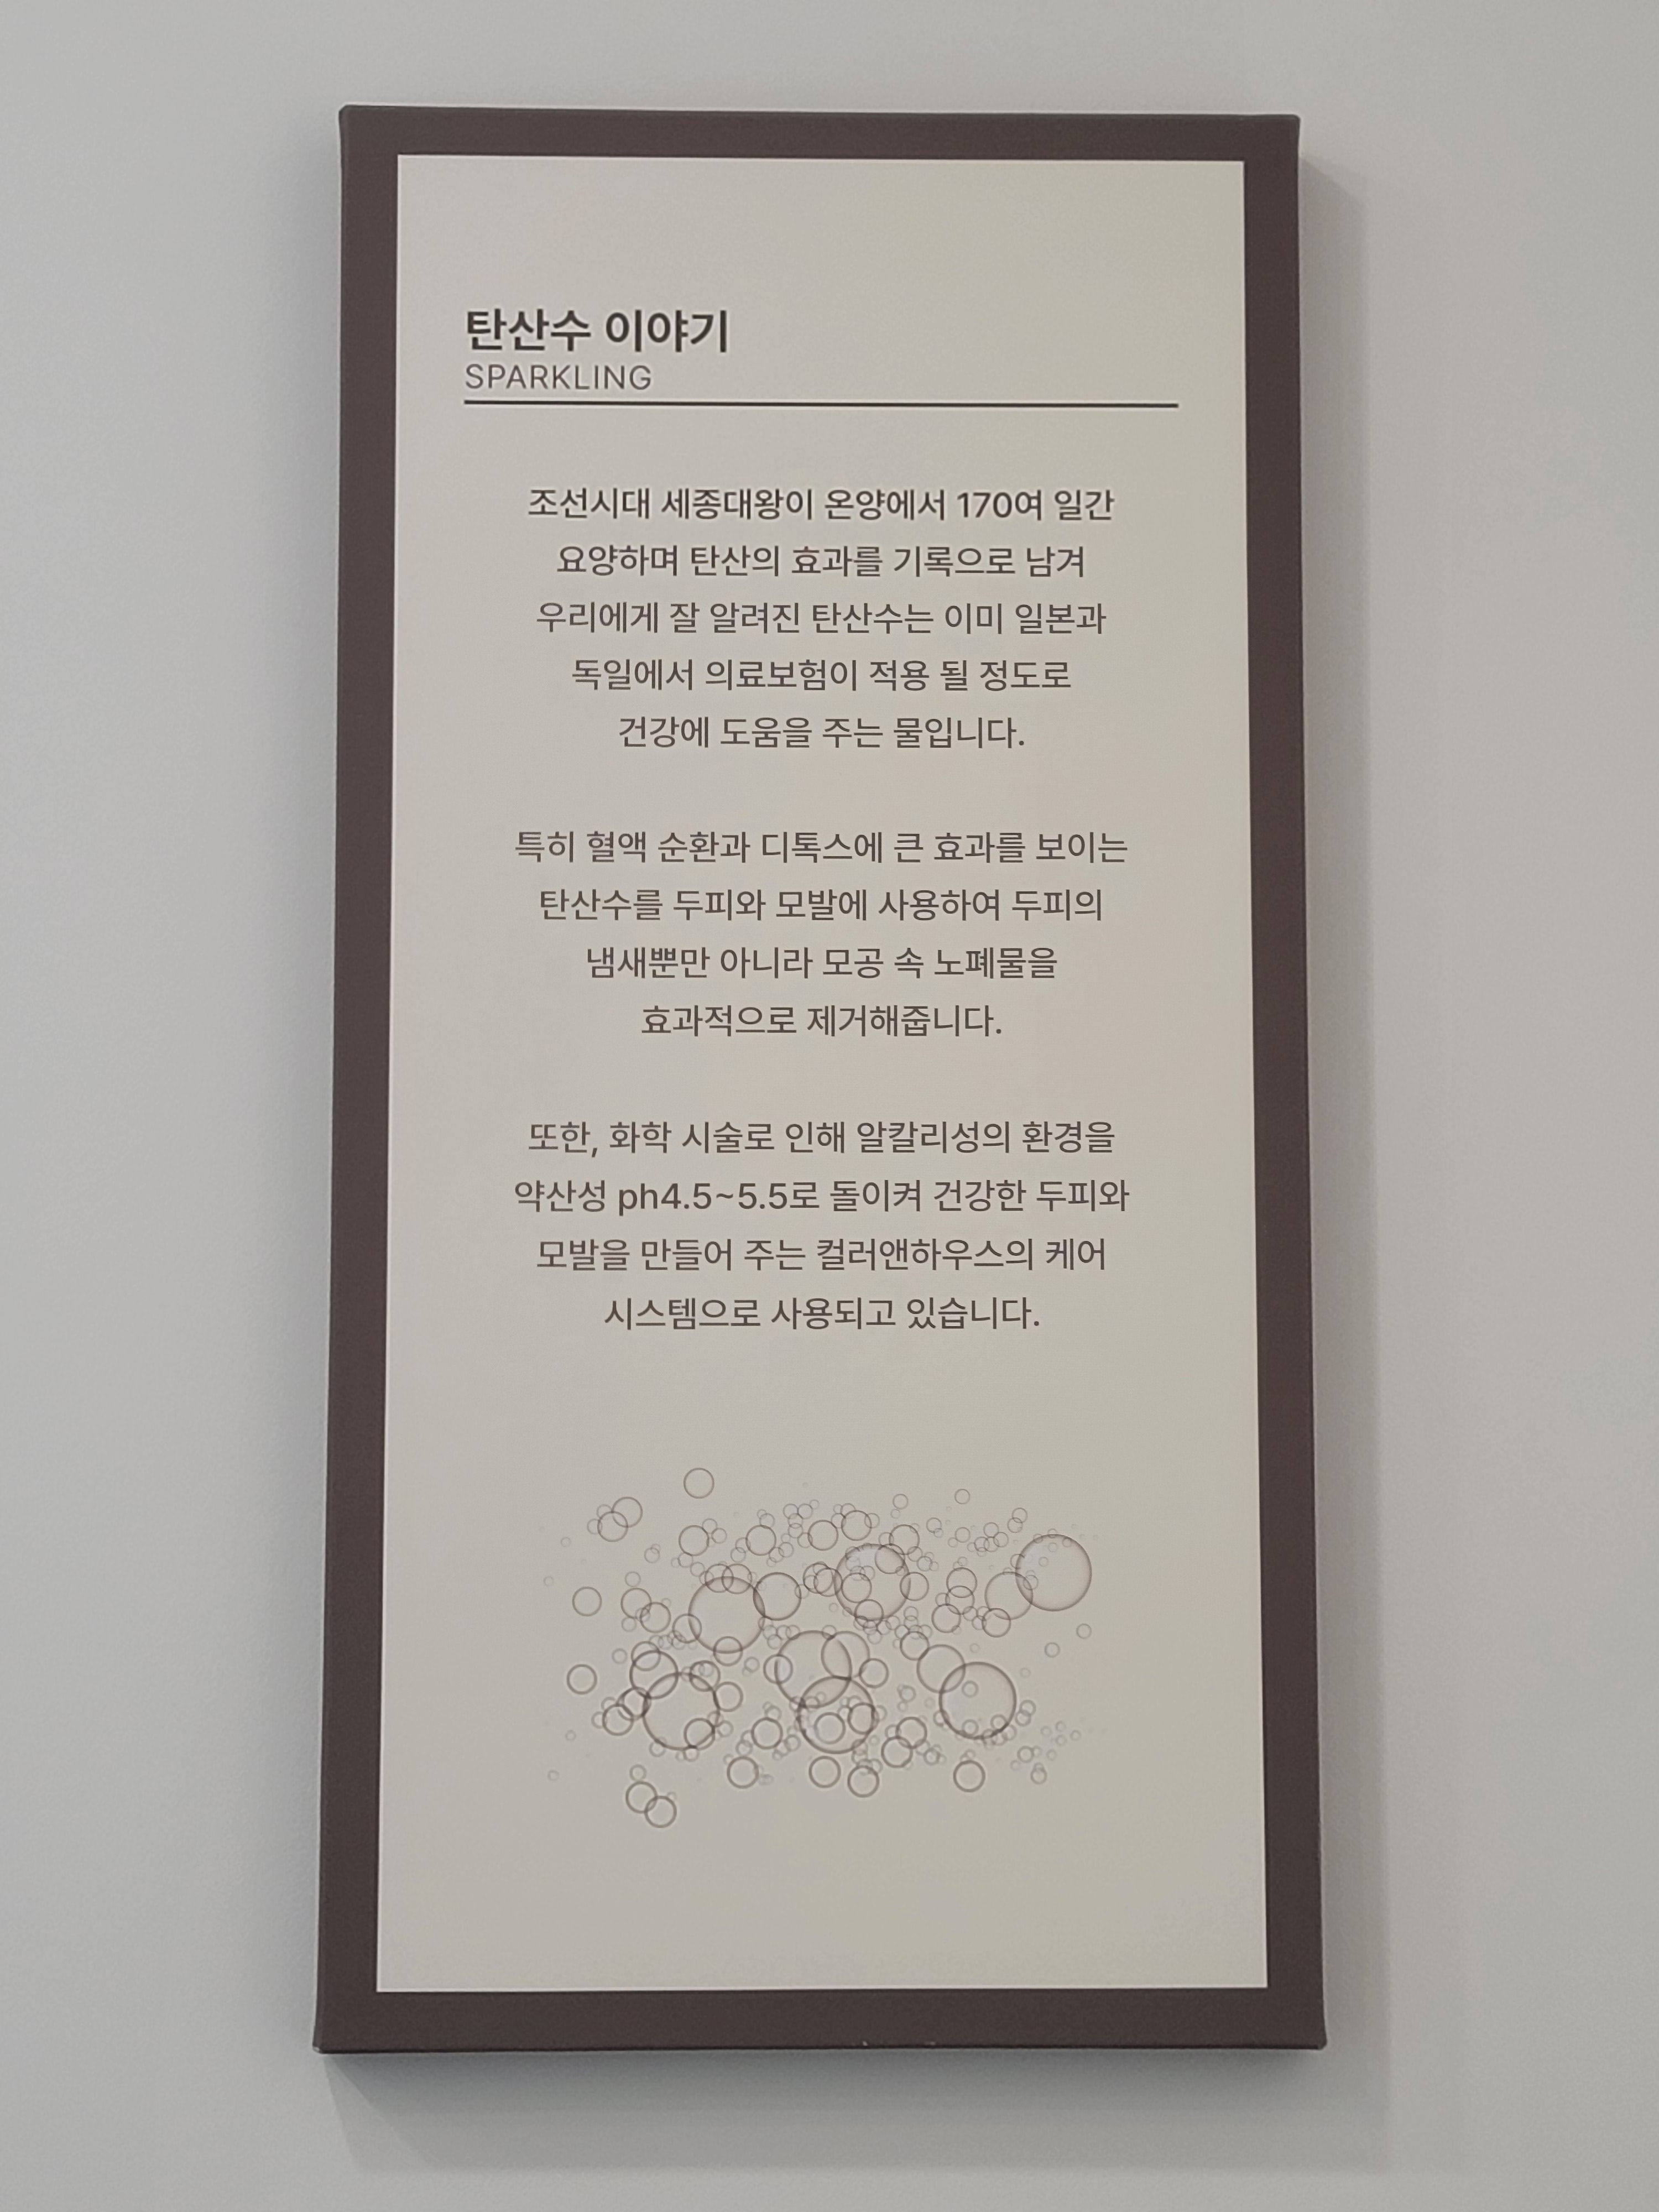 탄산수 이야기
SPARKLING
조선시대 세종대왕이 온양에서 170여 일간
요양하며 탄산의 효과를 기록으로 남겨
우리에게 잘 알려진 탄산수는 이미 일본과
독일에서 의료보험이 적용 될 정도로
건강에 도움을 주는 물입니다.
특히 혈액 순환과 디톡스에 큰 효과를 보이는
탄산수를 두피와 모발에 사용하여 두피의
냄새뿐만 아니라 모공 속 노폐물을
효과적으로 제거해줍니다.
또한, 화학 시술로 인해 알칼리성의 환경을
약산성 ph4.5~5.5로 돌이켜 건강한 두피와
모발을 만들어 주는 컬러앤하우스의 케어
시스템으로 사용되고 있습니다.